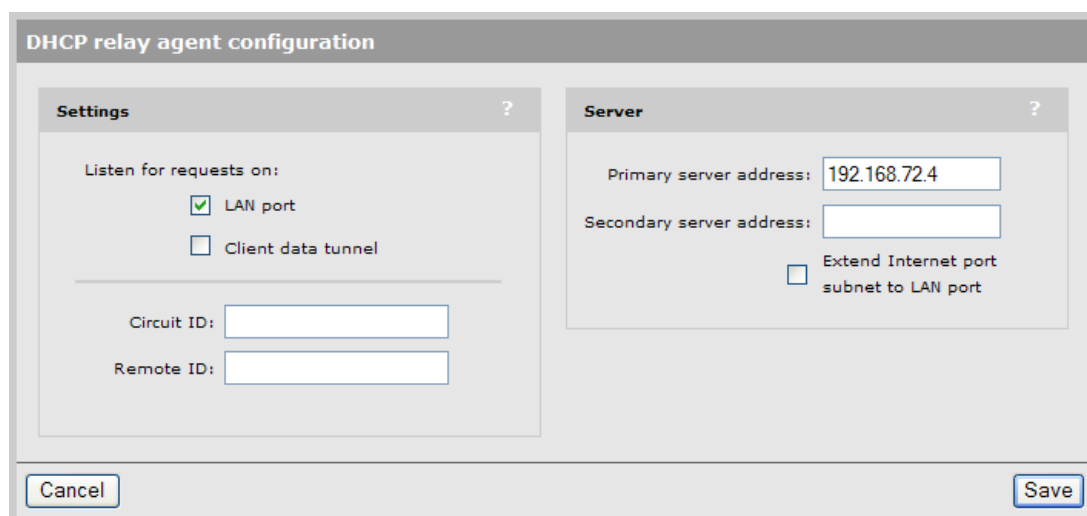 DHCP relay agent configuration
Settings ?
Listen for requests on:
LAN port
Client data tunnel
Circuit ID:
Remote ID:
Server ?
Primary server address: 192.168.72.4
Secondary server address:
Extend Internet port
subnet to LAN port
Cancel
Save